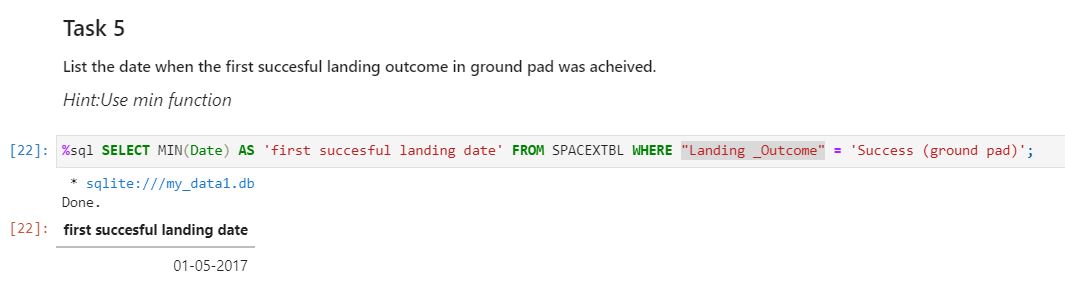 Task 5
List the date when the first succesful landing outcome in ground pad was acheived.
Hint:Use min function
[22]: %sql SELECT MIN(Date) AS 'first succesful landing date' FROM SPACEXTBL WHERE "Landing _Outcome" = 'Success (ground pad)';
* sqlite:///my_data1.db
Done.
[22]: first succesful landing date
01-05-2017